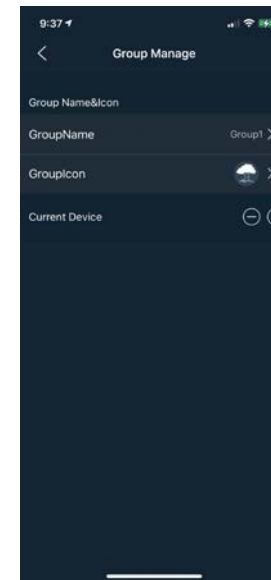 9:37
Group Manage
Group Name&Icon
GroupName Group1
GroupIcon
Current Device